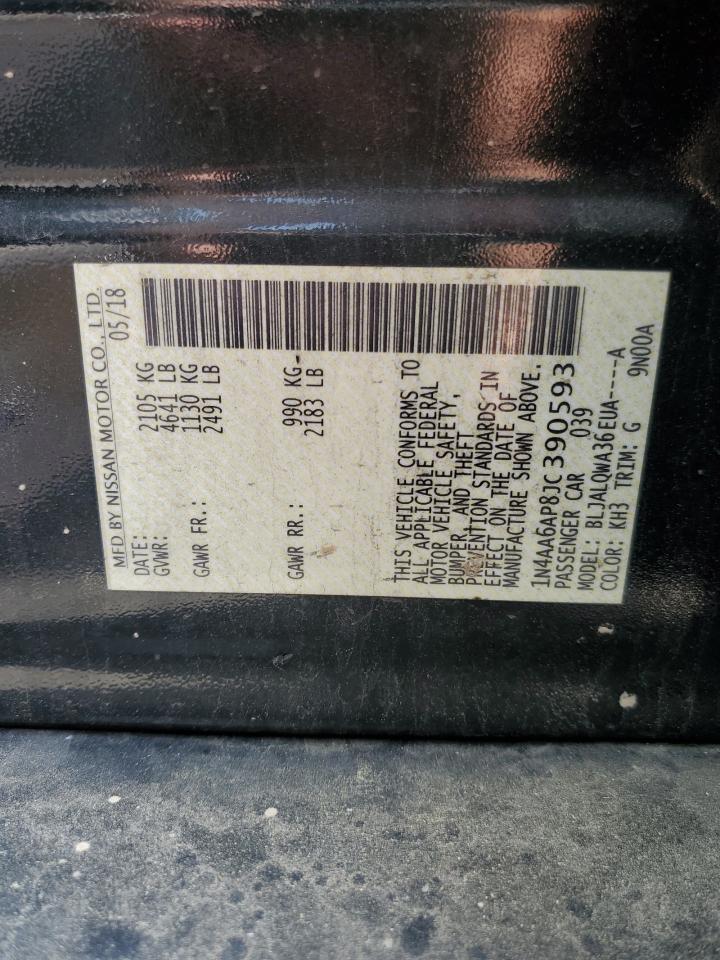 MFD BY NISSAN MOTOR CO., LTD.
DATE: 05/18
GVWR: 2105 KG
4641 LB
GAWR FR.: 1130 KG
2491 LB
GAWR RR.: 990 KG
2183 LB
THIS VEHICLE CONFORMS TO
ALL APPLICABLE FEDERAL
MOTOR VEHICLE SAFETY,
BUMPER, AND THEFT
PREVENTION STANDARDS IN
EFFECT ON THE DATE OF
MANUFACTURE SHOWN ABOVE.
1N4AA6AP8JC390593
PASSENGER CAR 039
MODEL: BLJALQWA36EUA----A
COLOR: KH3 TRIM: G 9N00A